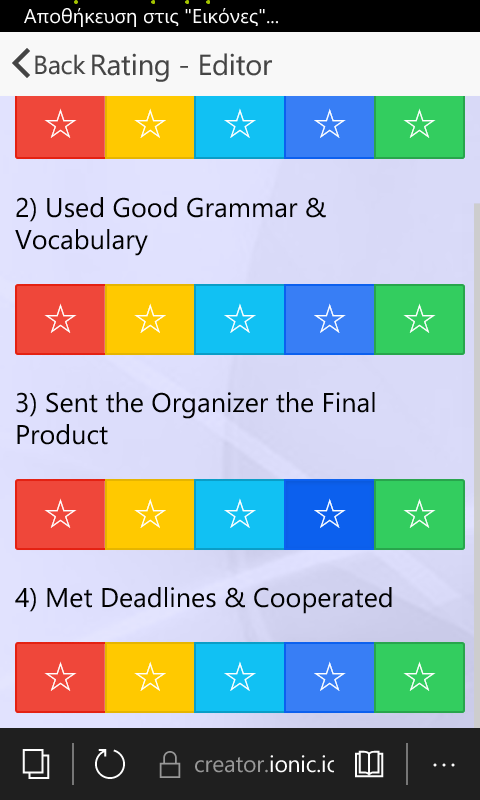 Αποθήκευση στις "Εικόνες"...
Back Rating - Editor
2) Used Good Grammar &
Vocabulary
3) Sent the Organizer the Final
Product
4) Met Deadlines & Cooperated
creator.ionic.ic